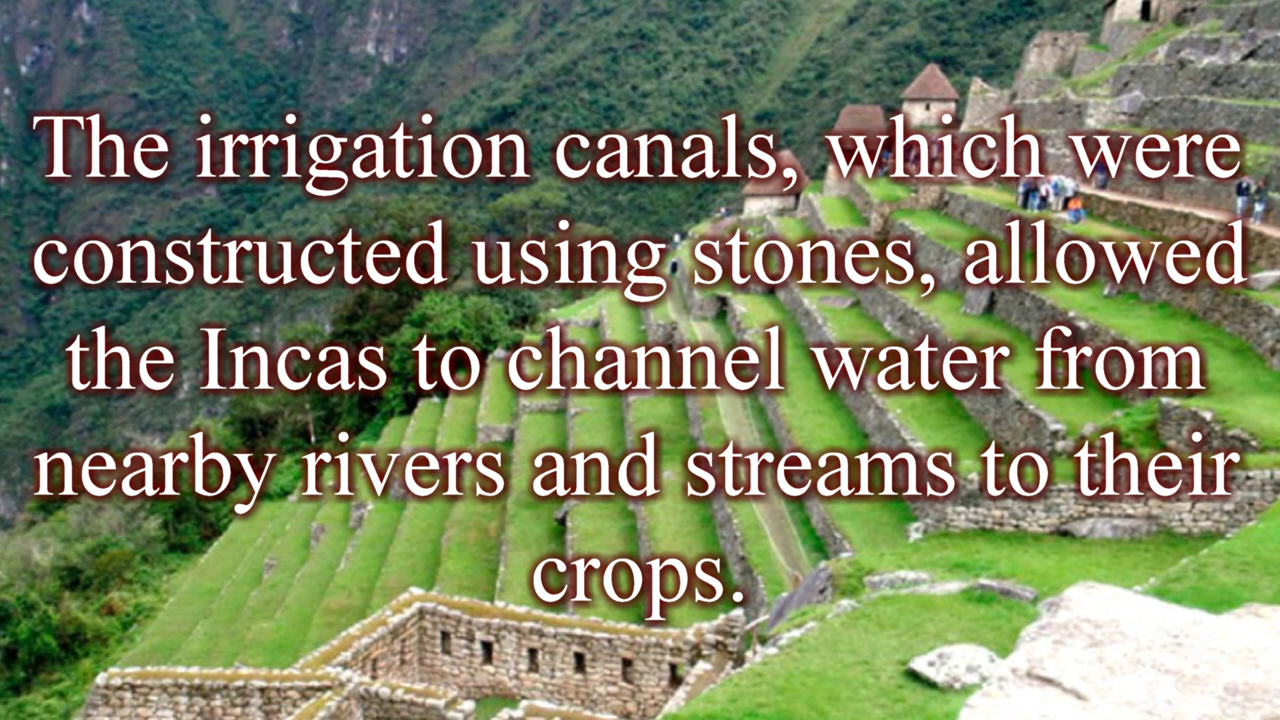 The irrigation canals, which were
constructed using stones, allowed
the Incas to channel water from
nearby rivers and streams to their
crops.